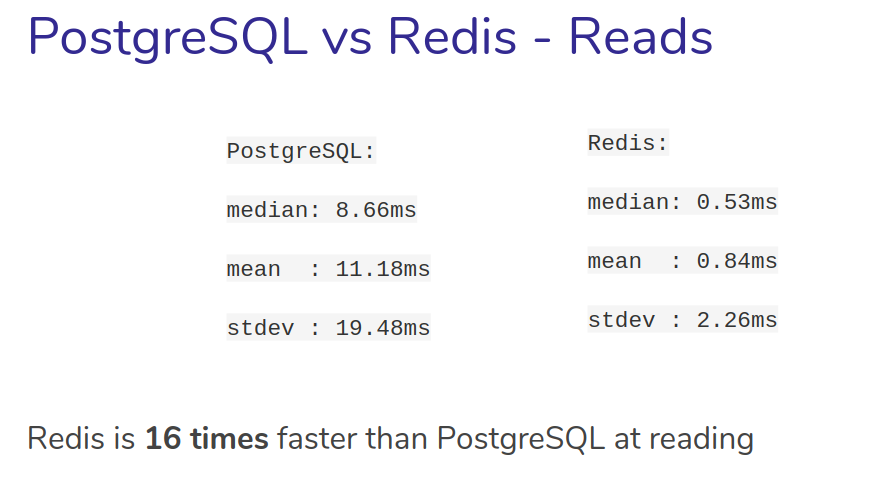 PostgreSQL vs Redis - Reads
PostgreSQL:
median: 8.66ms
mean  : 11.18ms
stdev : 19.48ms
Redis:
median: 0.53ms
mean  : 0.84ms
stdev : 2.26ms
Redis is 16 times faster than PostgreSQL at reading